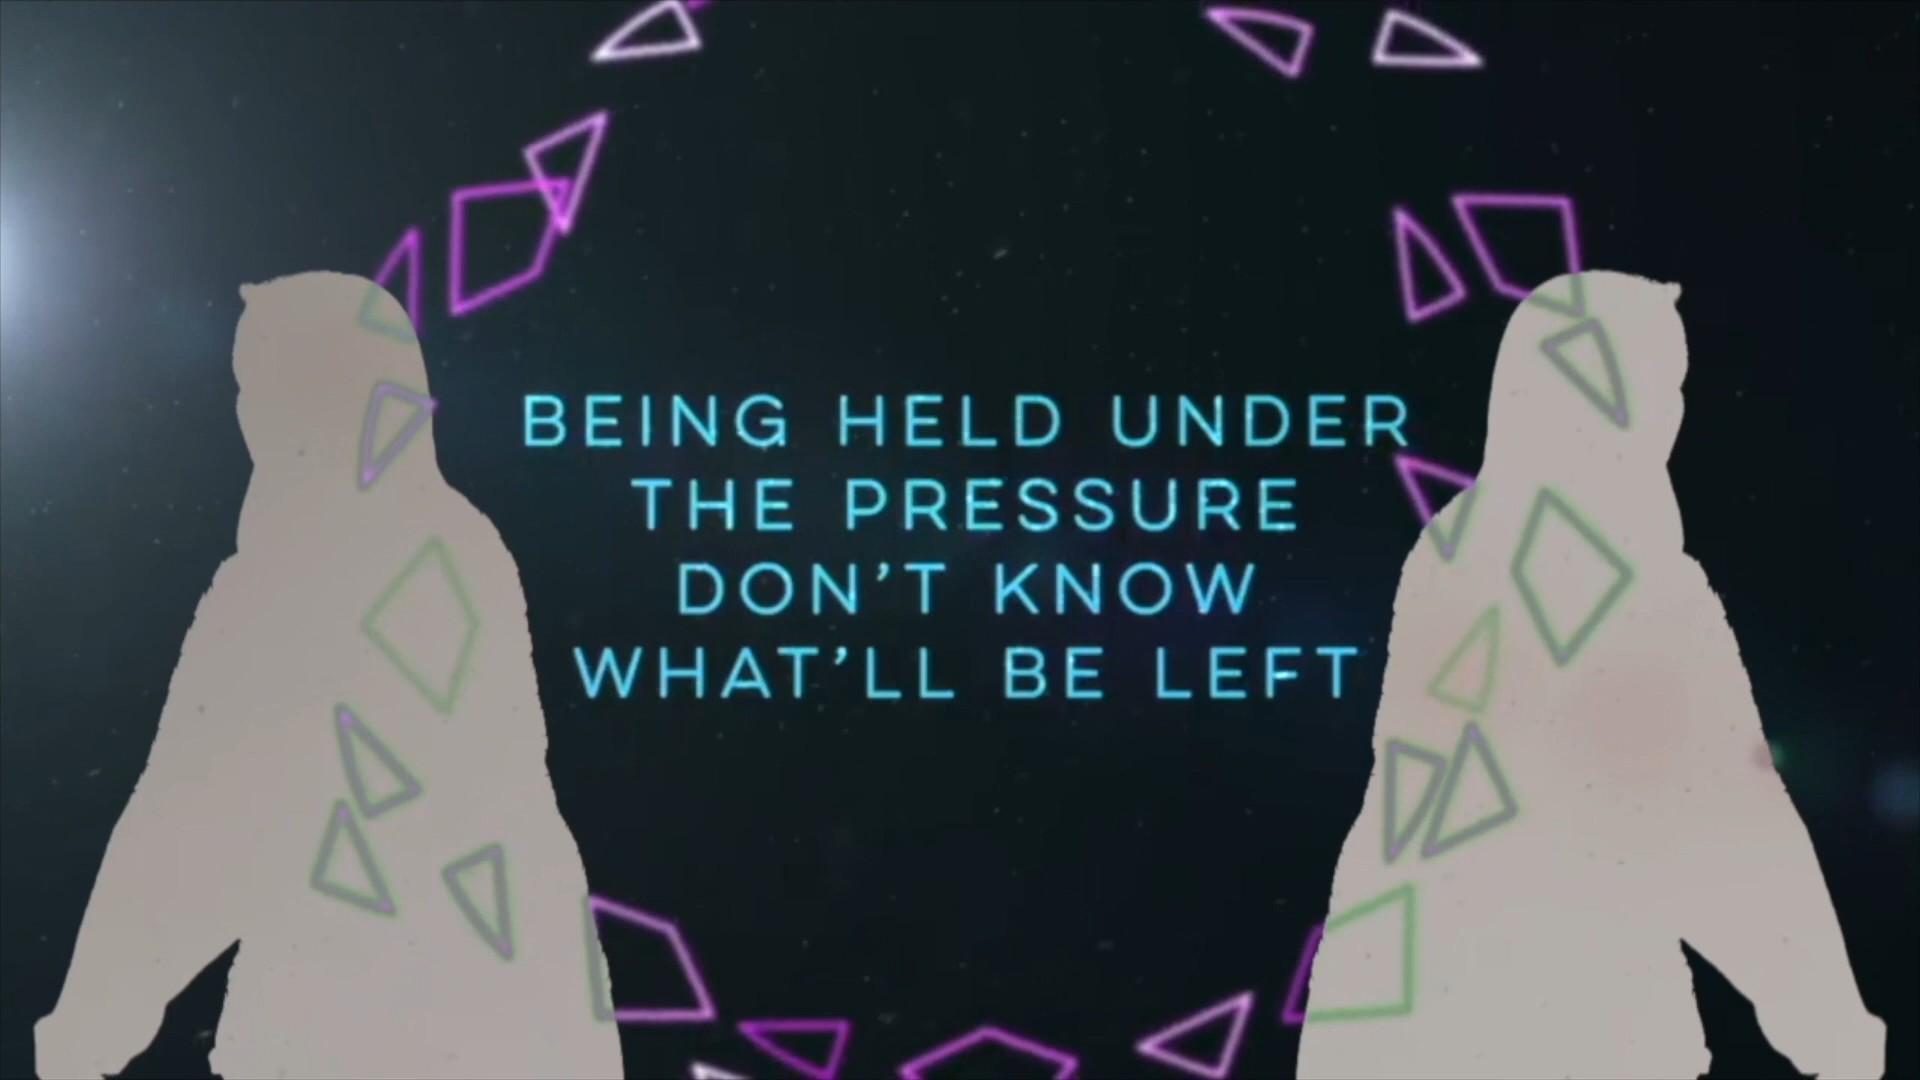 BEING HELD UNDER
THE PRESSURE
DON'T KNOW
WHAT'LL BE LEFT